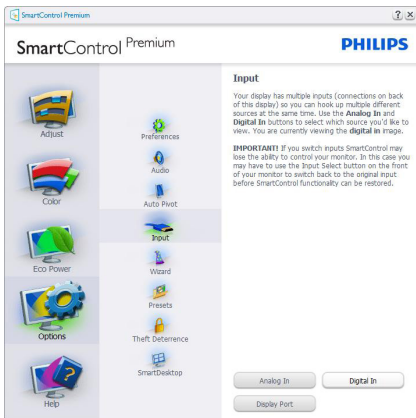 SmartControl Premium
? ×
SmartControl Premium
PHILIPS
Adjust
Color
Eco Power
Options
Help
Preferences
Audio
Auto Pivot
Input
Wizard
Presets
Theft Deterrence
SmartDesktop
Input
Your display has multiple inputs (connections on back
of this display) so you can hook up multiple different
sources at the same time. Use the Analog In and
Digital In buttons to select which source you'd like to
view. You are currently viewing the digital in image.
IMPORTANT! If you switch inputs SmartControl may
lose the ability to control your monitor. In this case you
may have to use the Input Select button on the front
of your monitor to switch back to the original input
before SmartControl functionality can be restored.
Analog In
Digital In
Display Port